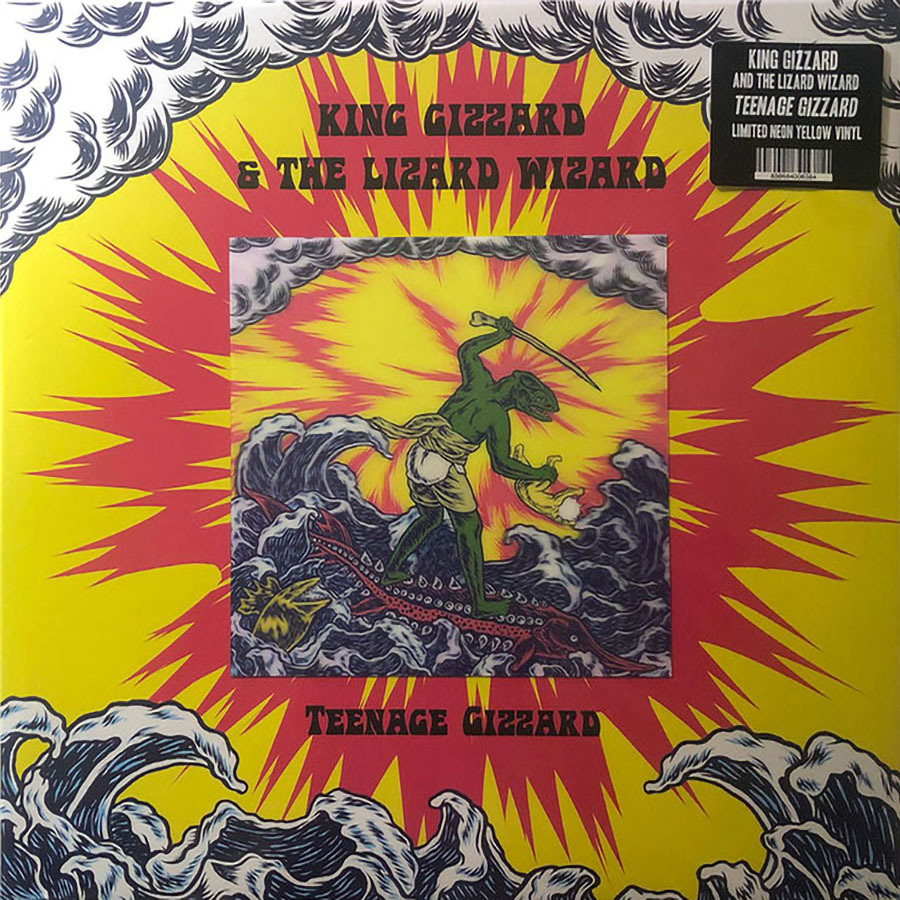 KING GIZZARD
& THE LIZARD WIZARD
TEENAGE GIZZARD
KING GIZZARD
AND THE LIZARD WIZARD
TEENAGE GIZZARD
LIMITED NEON YELLOW VINYL